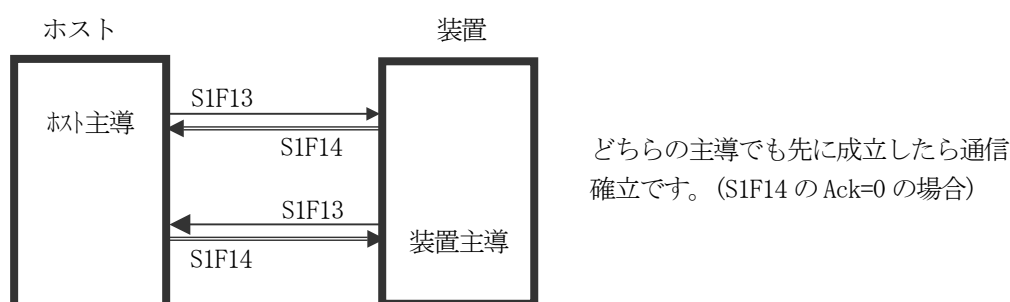 ホスト
装置
S1F13
ﾎｽﾄ主導
S1F14
どちらの主導でも先に成立したら通信
確立です。(S1F14 の Ack=0 の場合)
S1F13
装置主導
S1F14